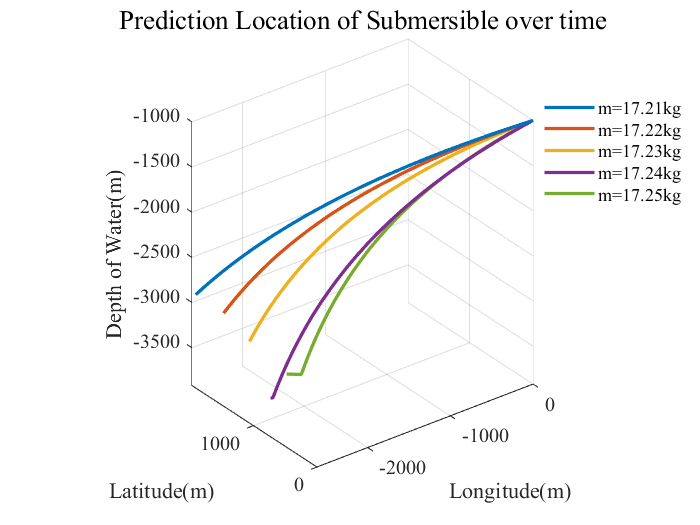 Prediction Location of Submersible over time
m=17.21kg
m=17.22kg
m=17.23kg
m=17.24kg
m=17.25kg
Depth of Water(m)
-1000
-1500
-2000
-2500
-3000
-3500
1000
0
Latitude(m)
-2000
-1000
0
Longitude(m)